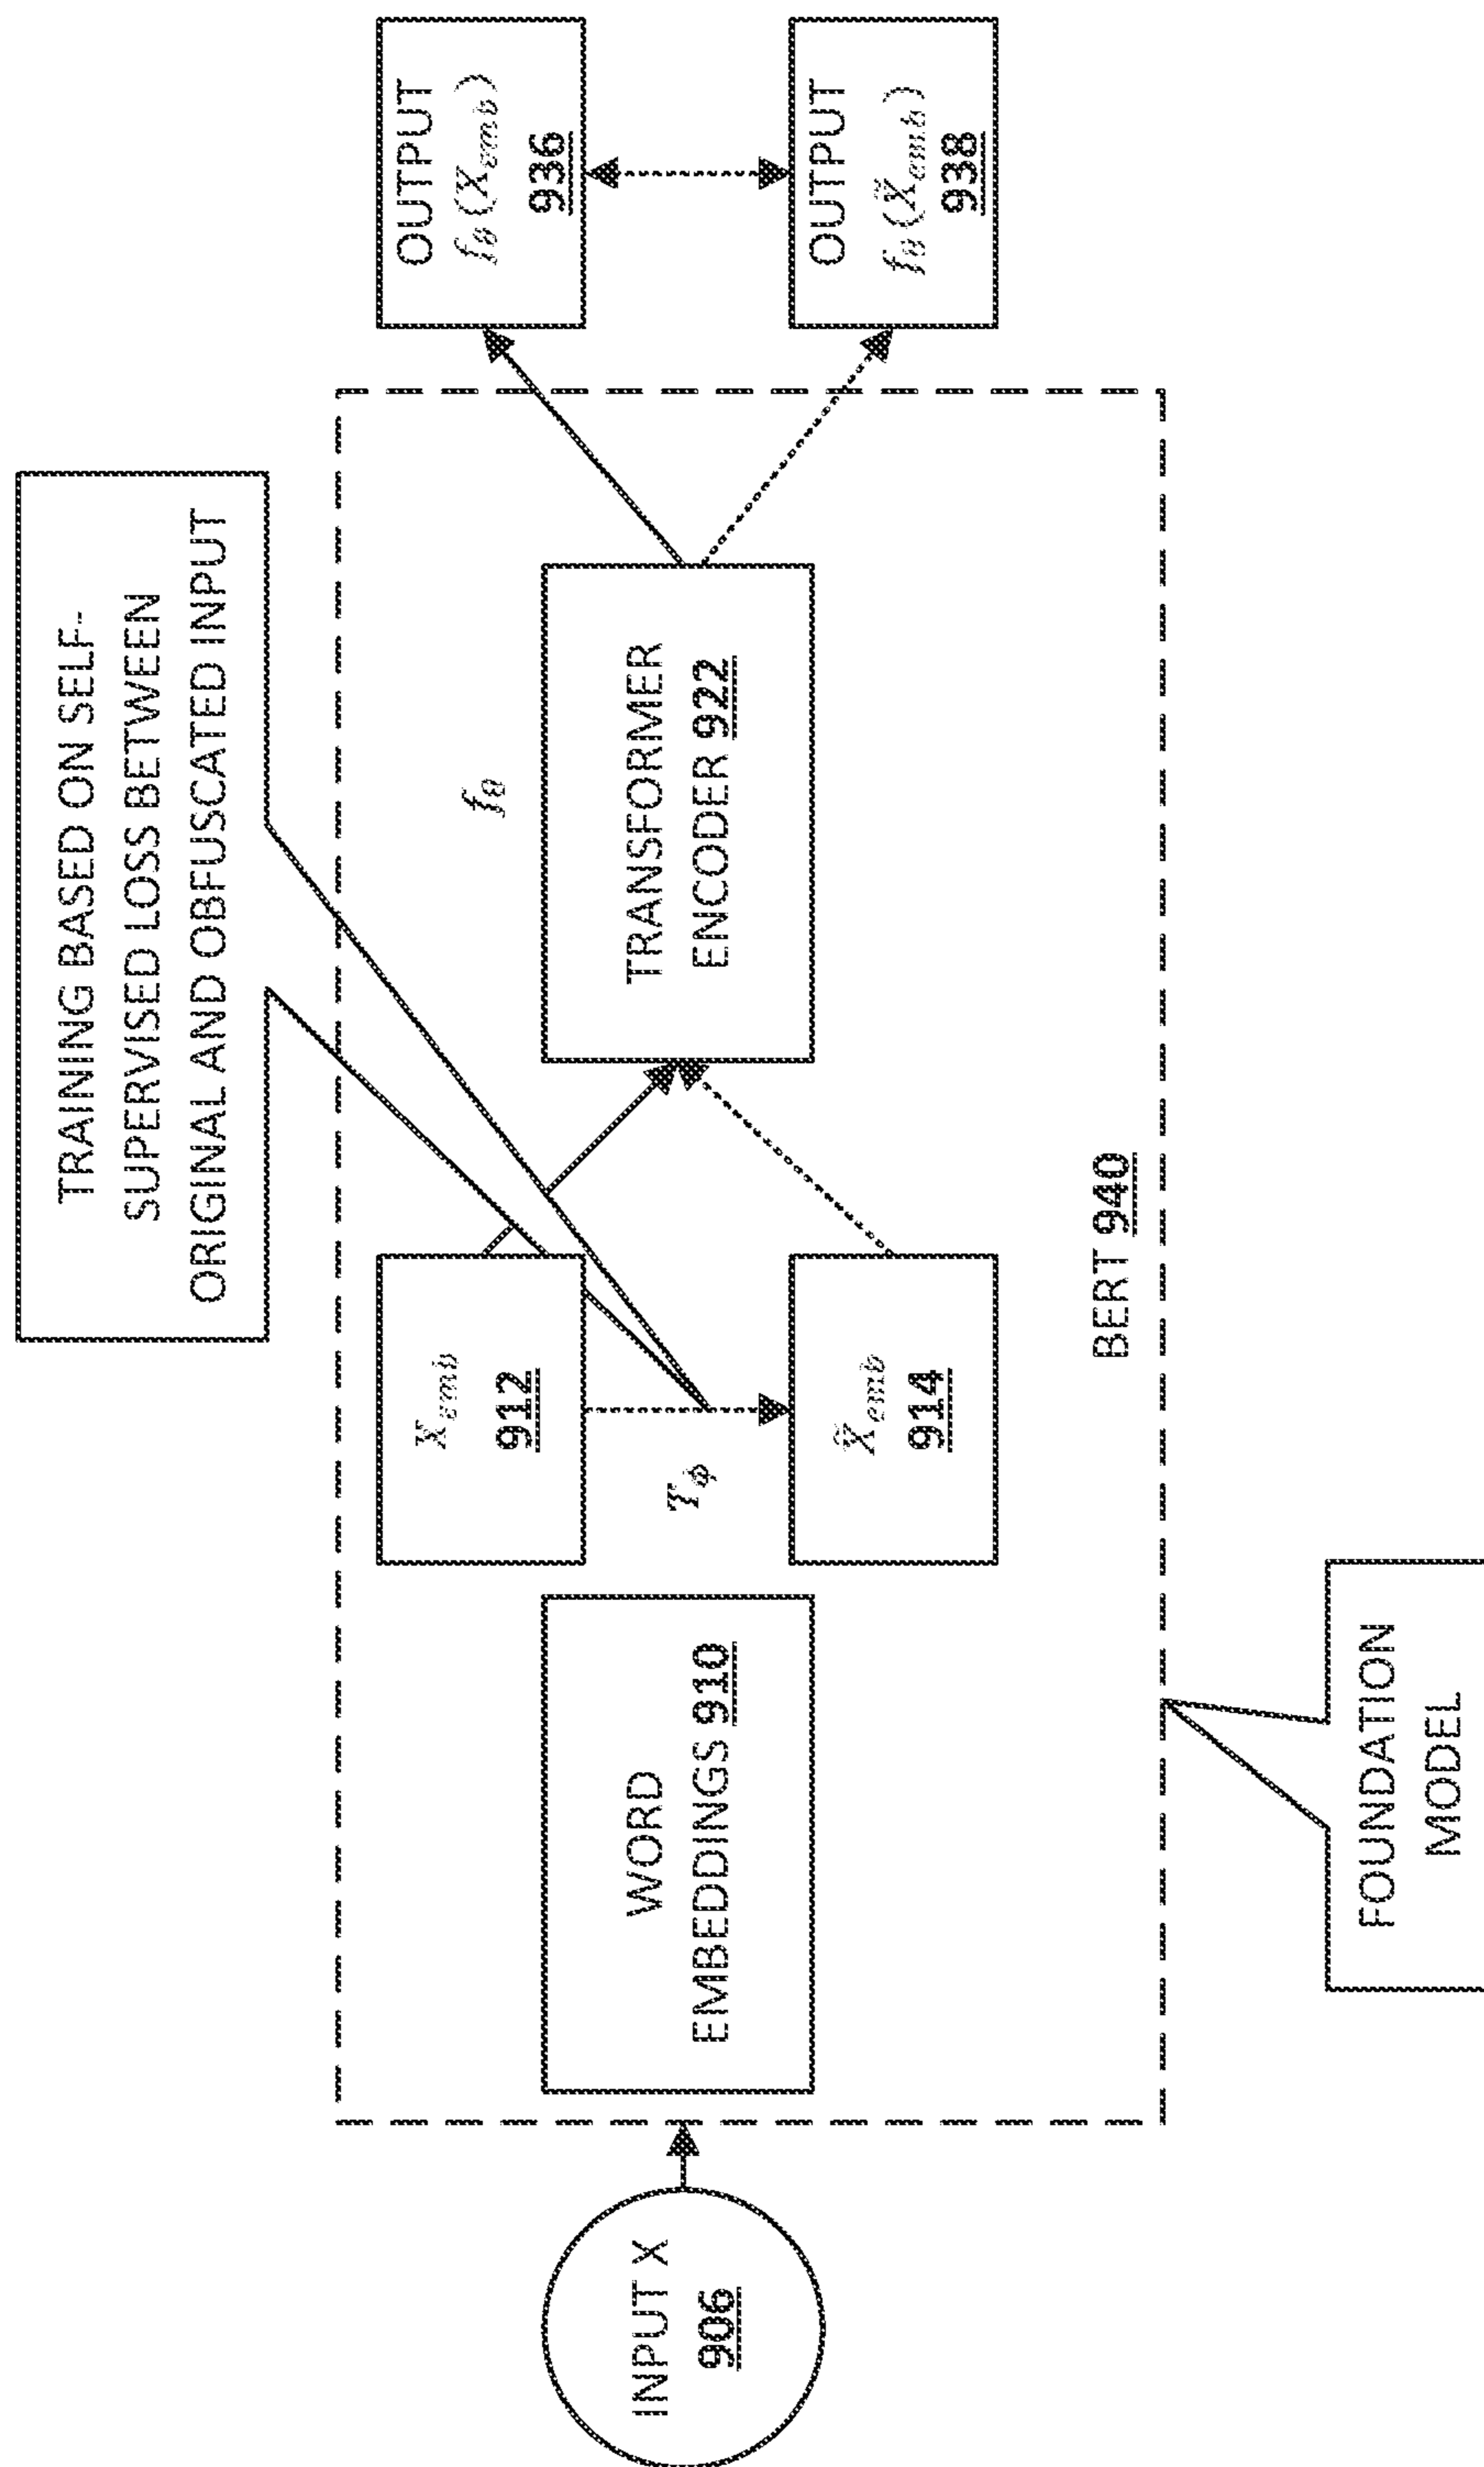 TRAINING BASED ON SELF-
SUPERVISED LOSS BETWEEN
ORIGINAL AND OBFUSCATED INPUT
INPUT X
906
WORD
EMBEDDINGS 910
X_emb
912
T_ϕ
X̃_emb
914
f_θ
TRANSFORMER
ENCODER 922
OUTPUT
f_θ(X_emb)
936
OUTPUT
f_θ(X̃_emb)
938
BERT 940
FOUNDATION
MODEL